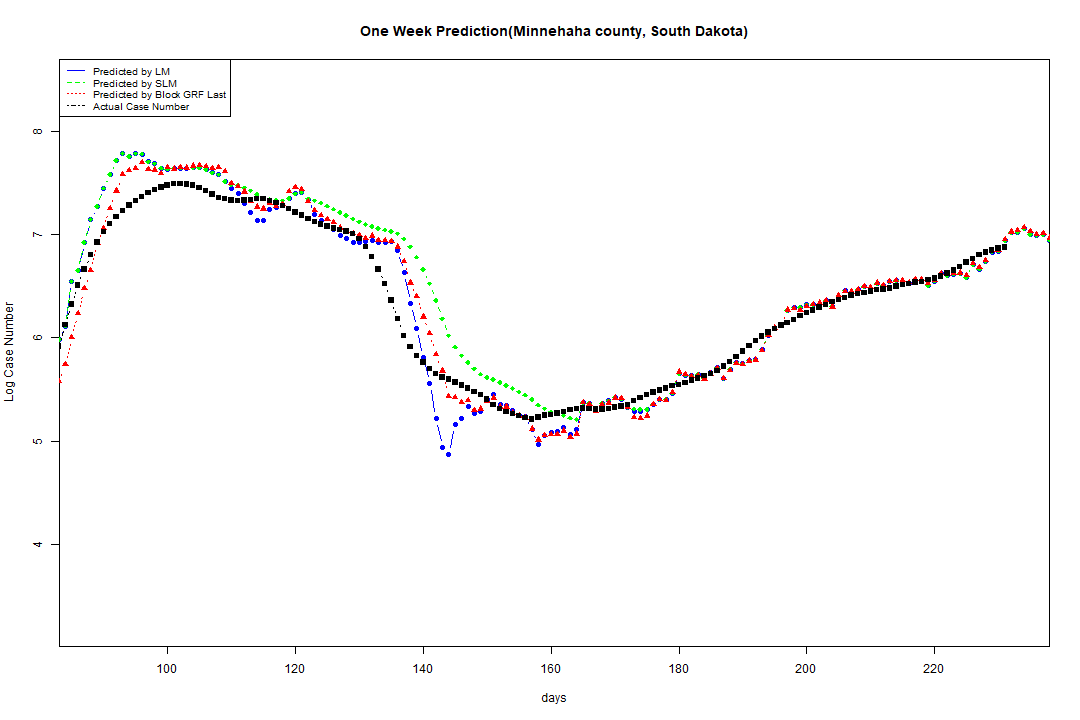 One Week Prediction(Minnehaha county, South Dakota)
Predicted by LM
Predicted by SLM
Predicted by Block GRF Last
Actual Case Number
8
7
6
5
4
Log Case Number
100 120 140 160 180 200 220
days